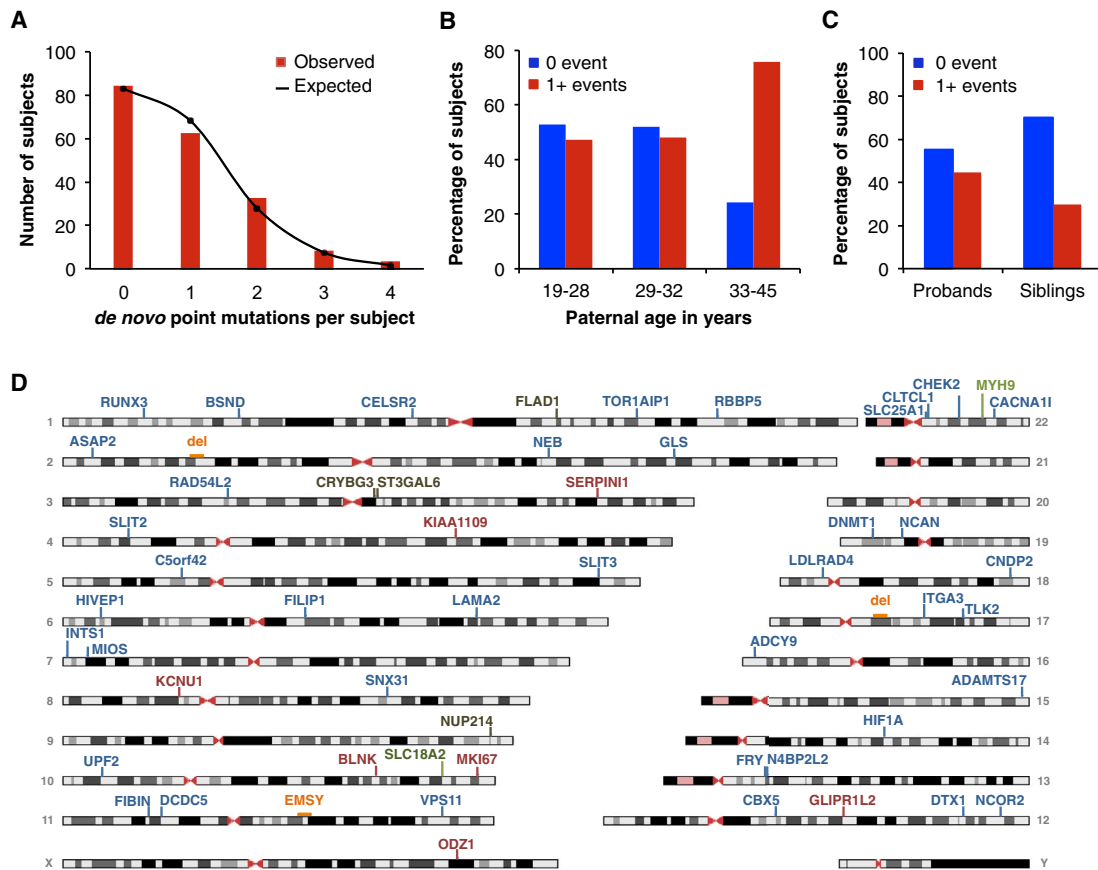 A
Number of subjects
100
80
60
40
20
0
Observed
Expected
0 1 2 3 4
de novo point mutations per subject
B
Percentage of subjects
80
60
40
20
0
0 event
1+ events
19-28 29-32 33-45
Paternal age in years
C
Percentage of subjects
100
80
60
40
20
0
0 event
1+ events
Probands Siblings
D
1 RUNX3 BSND CELSR2 FLAD1 TOR1AIP1 RBBP5
SLC25A1 CLTCL1 CHEK2 MYH9 CACNA1I 22
2 ASAP2 del NEB GLS
21
3 RAD54L2 CRYBG3 ST3GAL6 SERPINI1
20
4 SLIT2 KIAA1109
DNMT1 NCAN 19
5 C5orf42 SLIT3
LDLRAD4 CNDP2 18
6 HIVEP1 FILIP1 LAMA2
del ITGA3 TLK2 17
7 INTS1 MIOS
ADCY9 16
8 KCNU1 SNX31
ADAMTS17 15
9 NUP214
HIF1A 14
10 UPF2 BLNK SLC18A2 MKI67
FRY N4BP2L2 13
11 FIBIN DCDC5 EMSY VPS11
CBX5 GLIPR1L2 DTX1 NCOR2 12
X ODZ1
Y